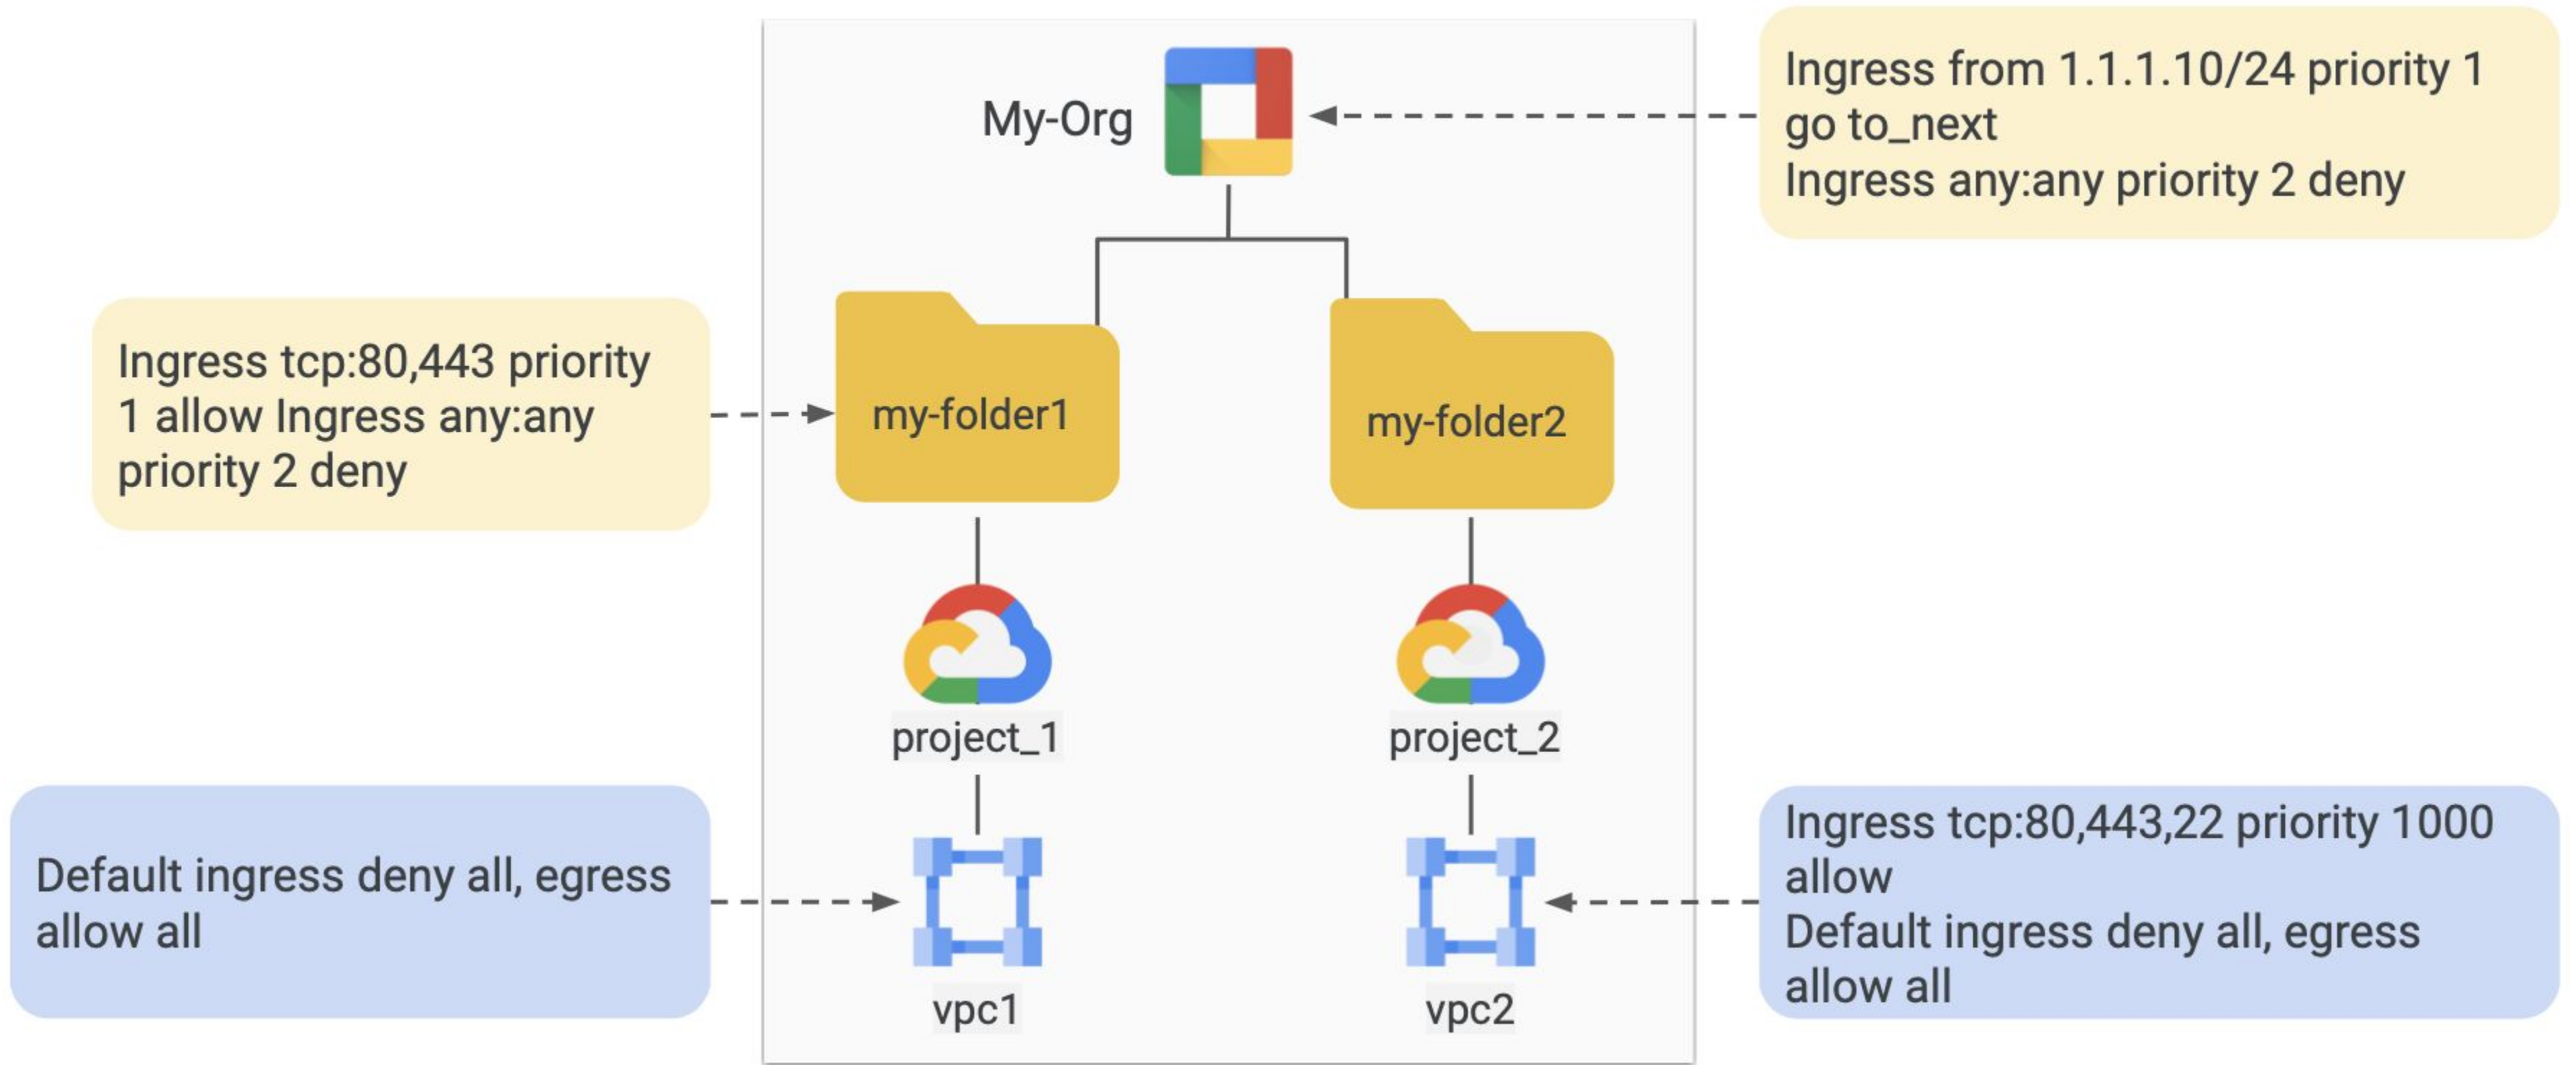 My-Org
Ingress from 1.1.1.10/24 priority 1
go to_next
Ingress any:any priority 2 deny
Ingress tcp:80,443 priority
1 allow Ingress any:any
priority 2 deny
my-folder1
my-folder2
project_1
project_2
Default ingress deny all, egress
allow all
Ingress tcp:80,443,22 priority 1000
allow
Default ingress deny all, egress
allow all
vpc1
vpc2